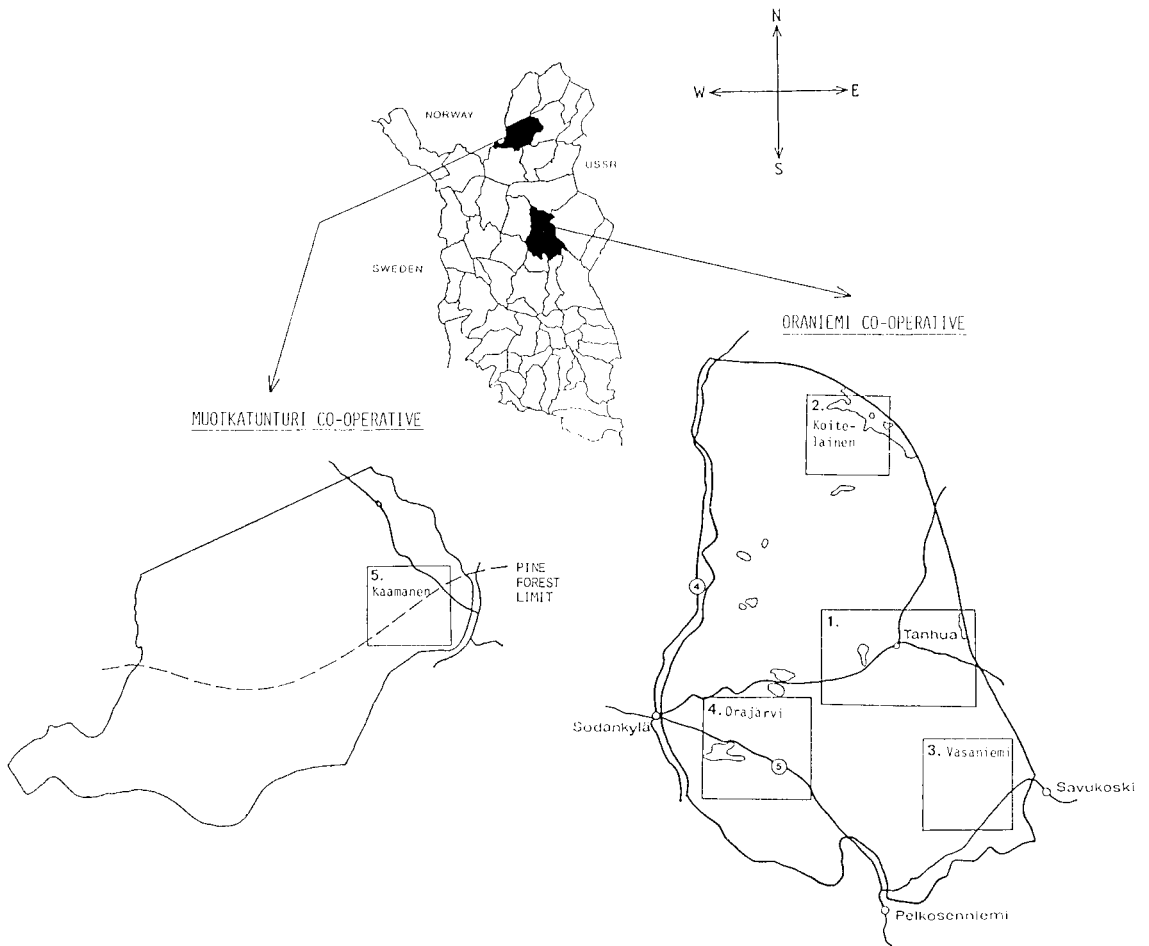 N
W E
S
NORWAY
USSR
SWEDEN
ORANIEMI CO-OPERATIVE
MUOTKATUNTURI CO-OPERATIVE
2.
Koite-
lainen
5.
Kaamanen
PINE
FOREST
LIMIT
4
1.
Tanhua
4. Orajärvi
Sodankylä
5
3. Vasaniemi
Savukoski
Pelkosenniemi